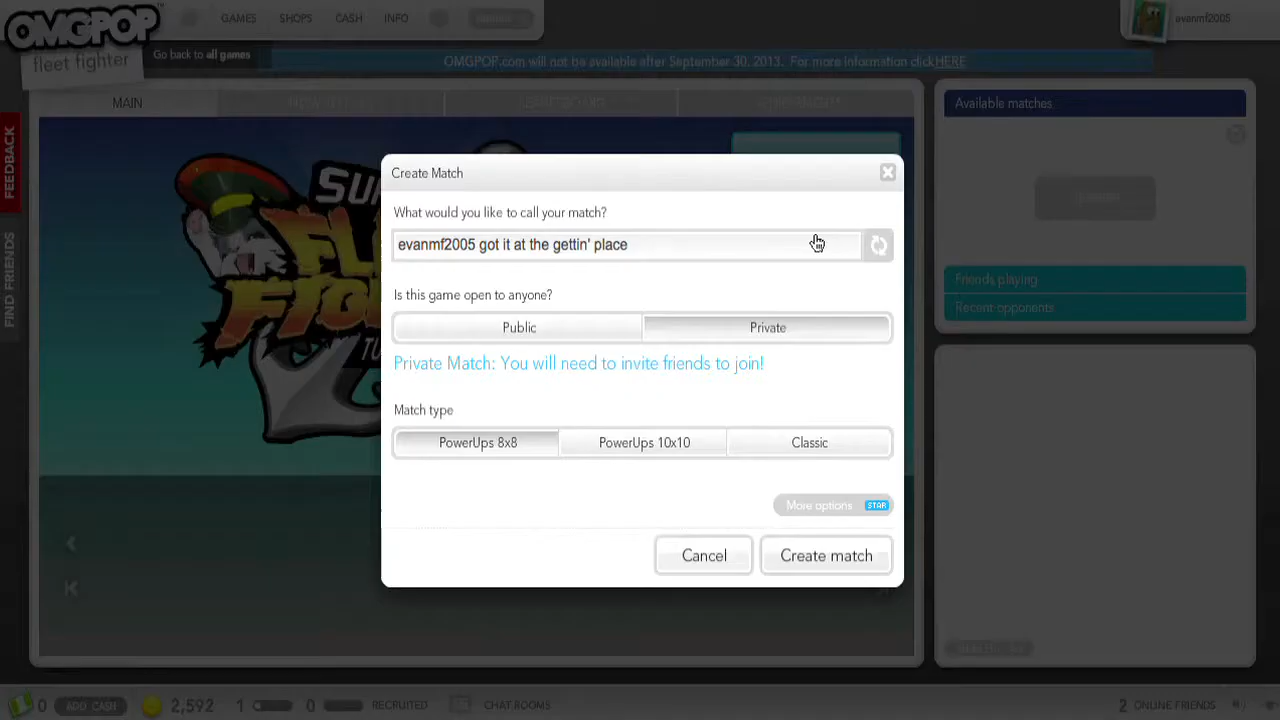 OMGPOP
GAMES
SHOPS
CASH
INFO
evanmf2005
fleet fighter
Go back to all games
OMGPOP.com will not be available after September 30, 2013. For more information click HERE
MAIN
Available matches
FEEDBACK
FIND FRIENDS
Create Match
What would you like to call your match?
evanmf2005 got it at the gettin' place
Is this game open to anyone?
Public
Private
Private Match: You will need to invite friends to join!
Match type
PowerUps 8x8
PowerUps 10x10
Classic
More options STAR
Cancel
Create match
Friends playing
Recent opponents
0
ADD CASH
2,592
1
0
RECRUITED
CHAT ROOMS
2 ONLINE FRIENDS